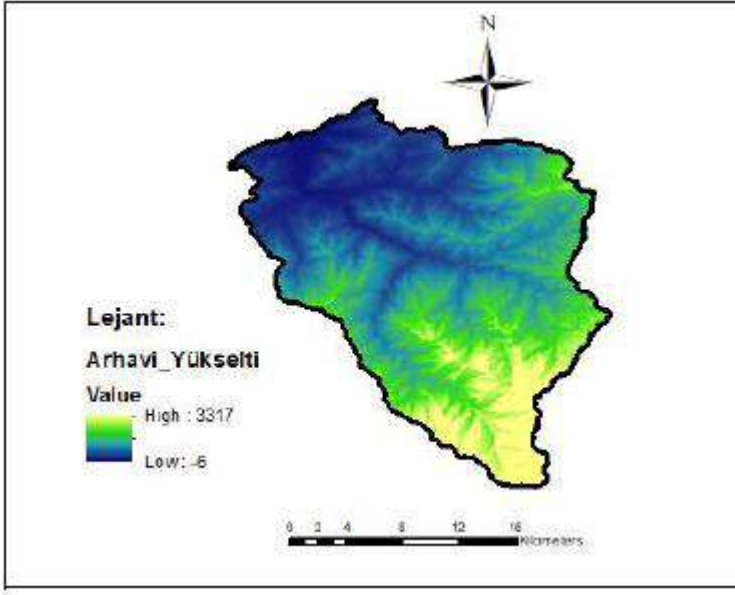 N
Lejant:
Arhavi_Yükselti
Value
High : 3317
Low: -6
0 2 4 8 12 16
Kilometers